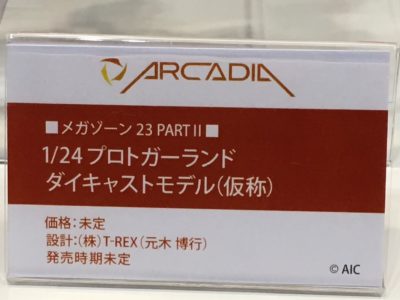 ARCADIA
■メガゾーン 23 PART II■
1/24 プロトガーランド
ダイキャストモデル(仮称)
価格:未定
設計:(株)T-REX(元木 博行)
発売時期未定
© AIC